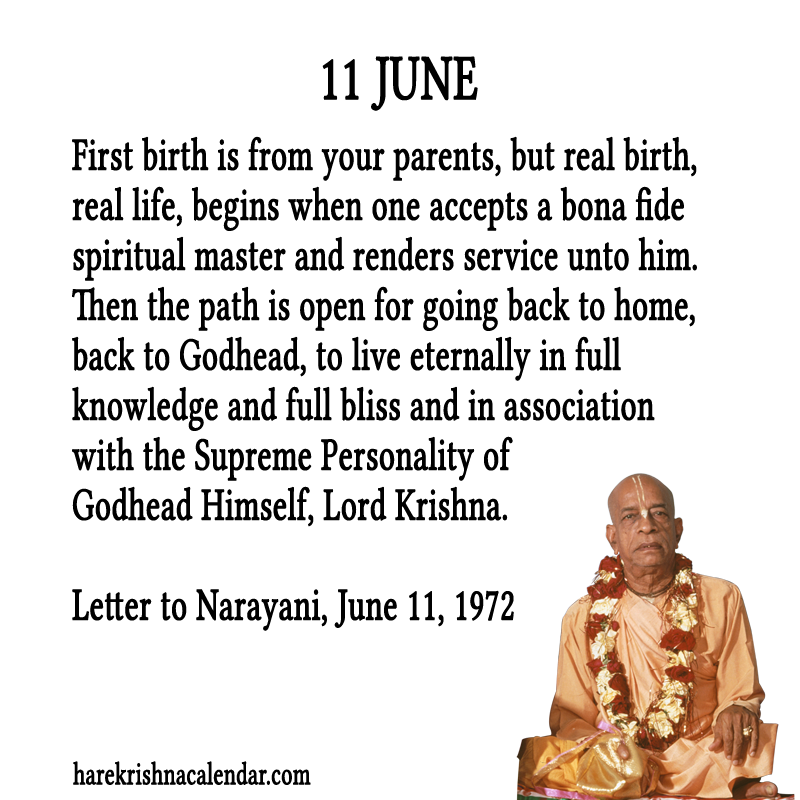 11 JUNE
First birth is from your parents, but real birth,
real life, begins when one accepts a bona fide
spiritual master and renders service unto him.
Then the path is open for going back to home,
back to Godhead, to live eternally in full
knowledge and full bliss and in association
with the Supreme Personality of
Godhead Himself, Lord Krishna.
Letter to Narayani, June 11, 1972
harekrishnacalendar.com